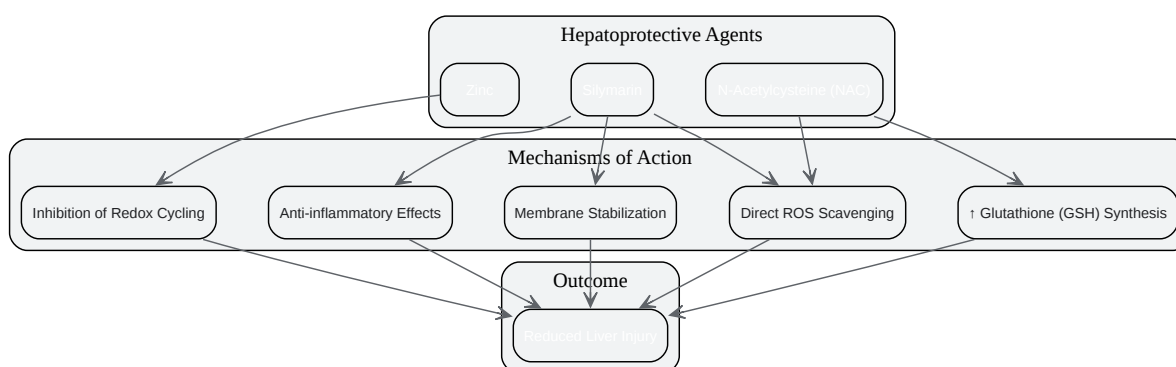 Hepatoprotective Agents
Zinc
Silymarin
N-Acetylcysteine (NAC)
Mechanisms of Action
Inhibition of Redox Cycling
Anti-inflammatory Effects
Membrane Stabilization
Direct ROS Scavenging
↑ Glutathione (GSH) Synthesis
Outcome
Reduced Liver Injury